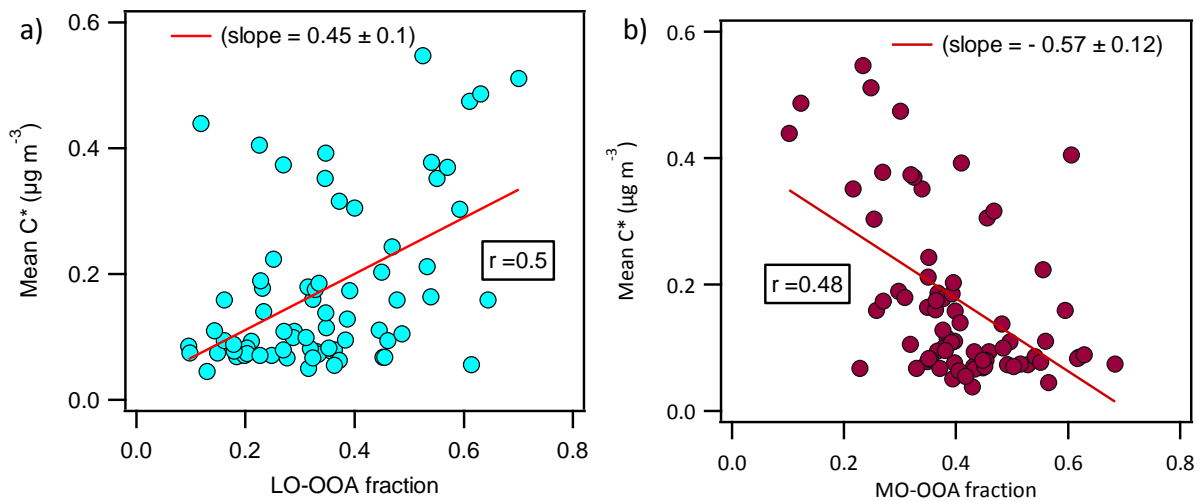 a)
(slope = 0.45 ± 0.1)
Mean C* (µg m⁻³)
0.6
0.4
0.2
0.0
r =0.5
0.0 0.2 0.4 0.6 0.8
LO-OOA fraction
b)
(slope = - 0.57 ± 0.12)
Mean C* (µg m⁻³)
0.6
0.4
0.2
0.0
r =0.48
0.0 0.2 0.4 0.6 0.8
MO-OOA fraction